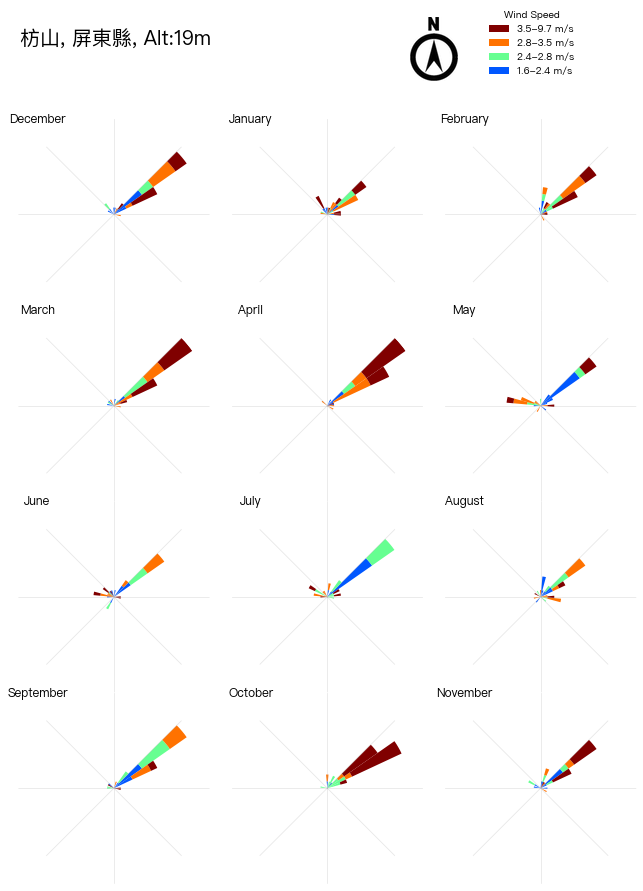 枋山, 屏東縣, Alt:19m
N
Wind Speed
3.5–9.7 m/s
2.8–3.5 m/s
2.4–2.8 m/s
1.6–2.4 m/s
December
January
February
March
April
May
June
July
August
September
October
November